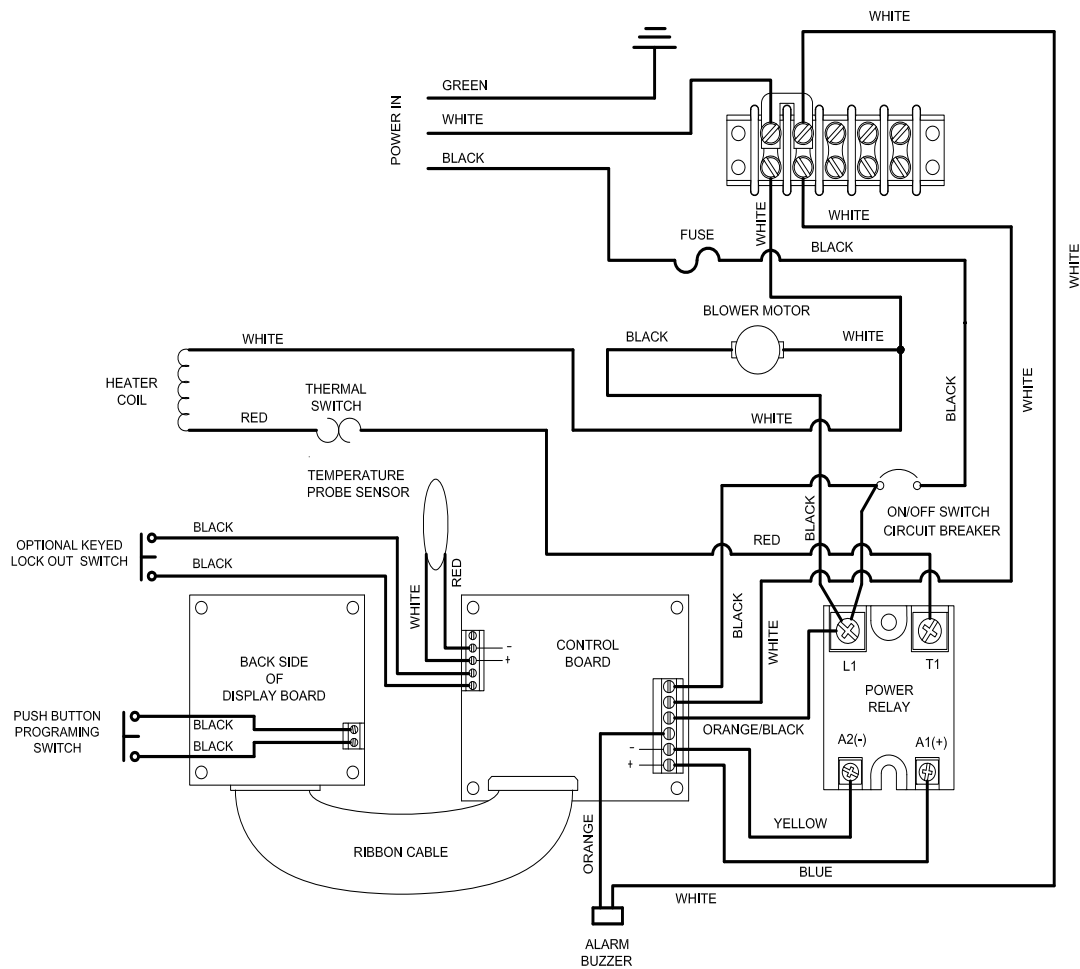 WHITE
GREEN
WHITE
BLACK
POWER IN
WHITE
WHITE
FUSE
BLACK
WHITE
BLOWER MOTOR
BLACK
WHITE
WHITE
HEATER
COIL
THERMAL
SWITCH
RED
WHITE
BLACK
WHITE
TEMPERATURE
PROBE SENSOR
ON/OFF SWITCH
CIRCUIT BREAKER
BLACK
RED
OPTIONAL KEYED
LOCK OUT SWITCH
BLACK
BLACK
WHITE
RED
BLACK
WHITE
BACK SIDE
OF
DISPLAY BOARD
CONTROL
BOARD
-
+
L1
T1
POWER
RELAY
A2(-)
A1(+)
PUSH BUTTON
PROGRAMING
SWITCH
BLACK
BLACK
ORANGE/BLACK
-
+
YELLOW
BLUE
RIBBON CABLE
ORANGE
WHITE
ALARM
BUZZER